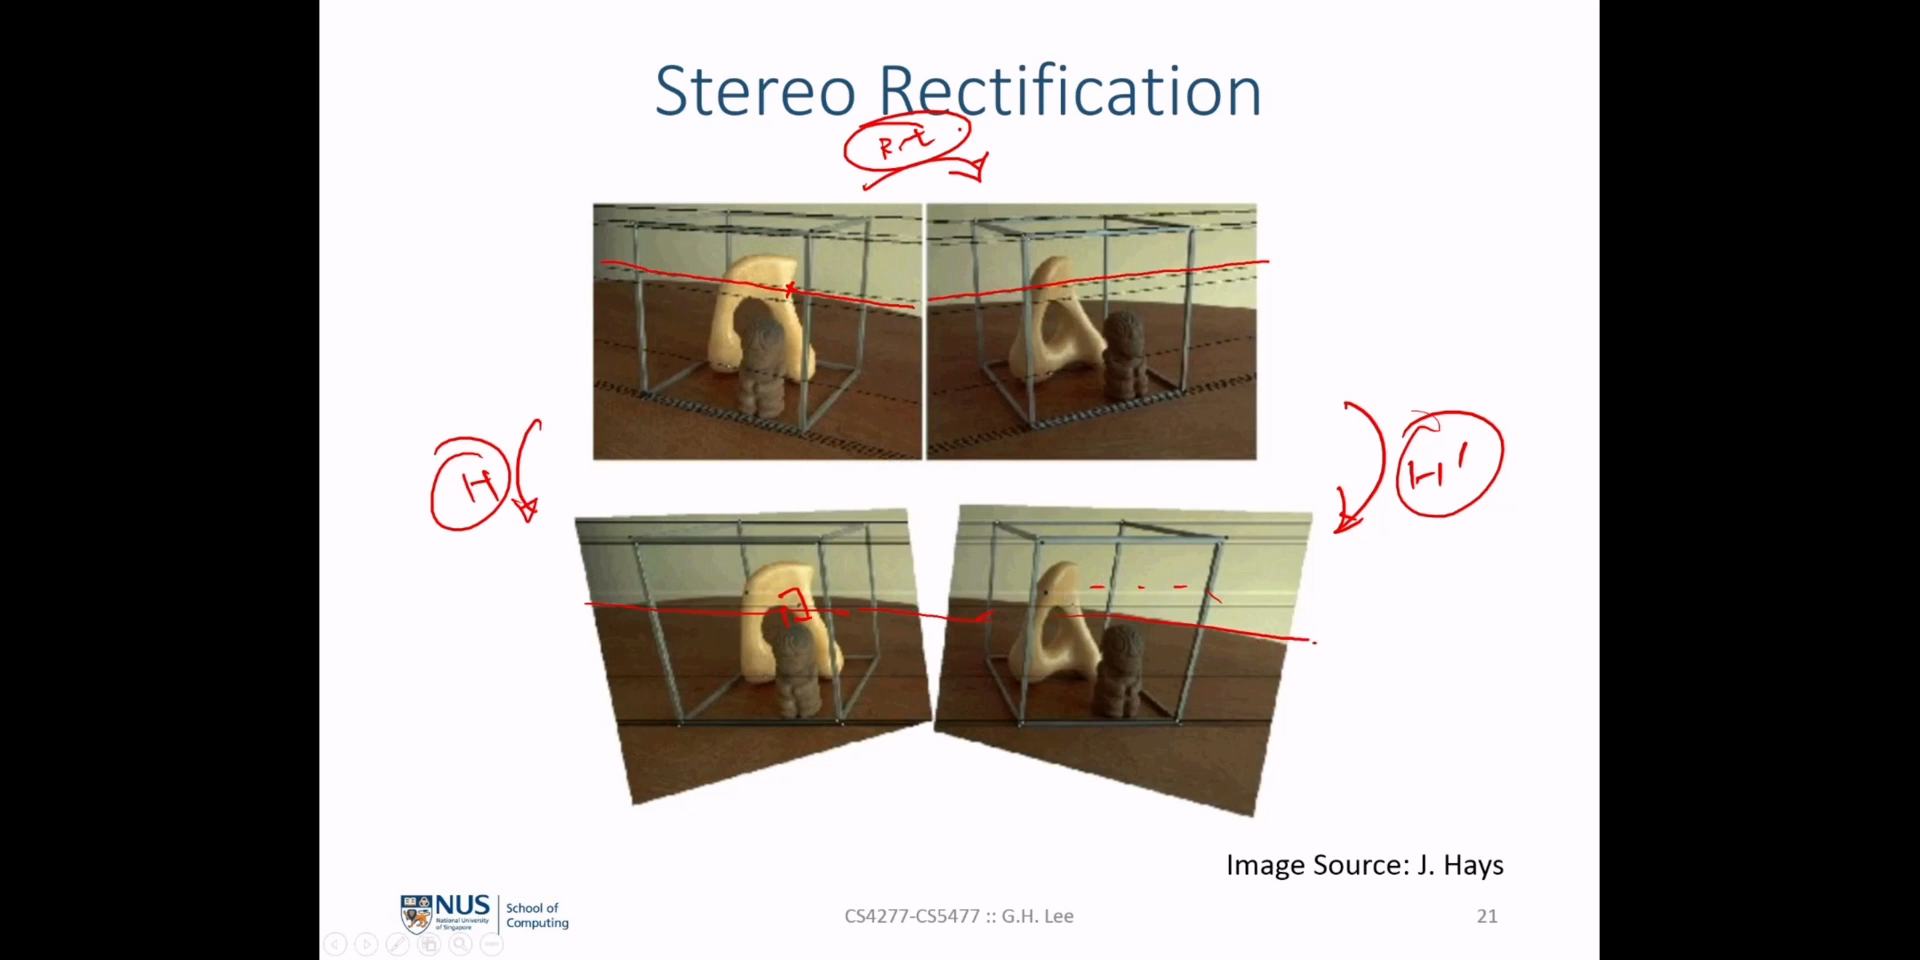 Stereo Rectification
R, t
H
H'
Image Source: J. Hays
NUS
National University
of Singapore
School of
Computing
CS4277-CS5477 :: G.H. Lee
21